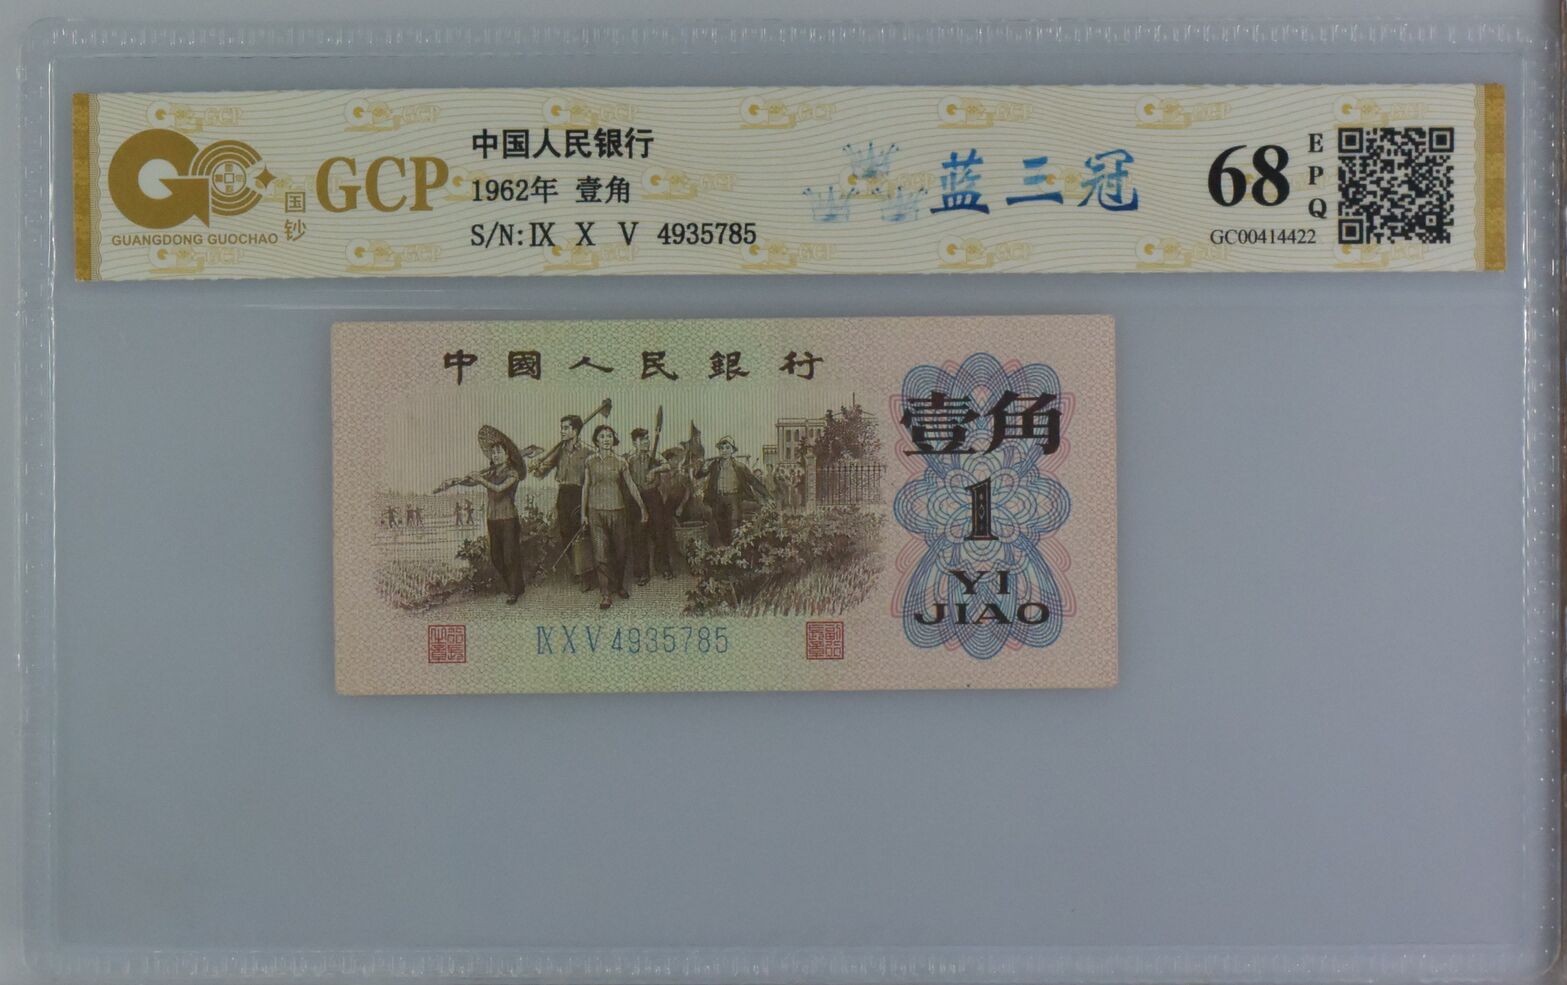 国钞
GCP
GUANGDONG GUOCHAO
中国人民银行
1962年 壹角
S/N:Ⅸ X V 4935785
蓝三冠
68
EPQ
GC00414422
中國人民銀行
壹角
1
YI
JIAO
ⅨXV4935785